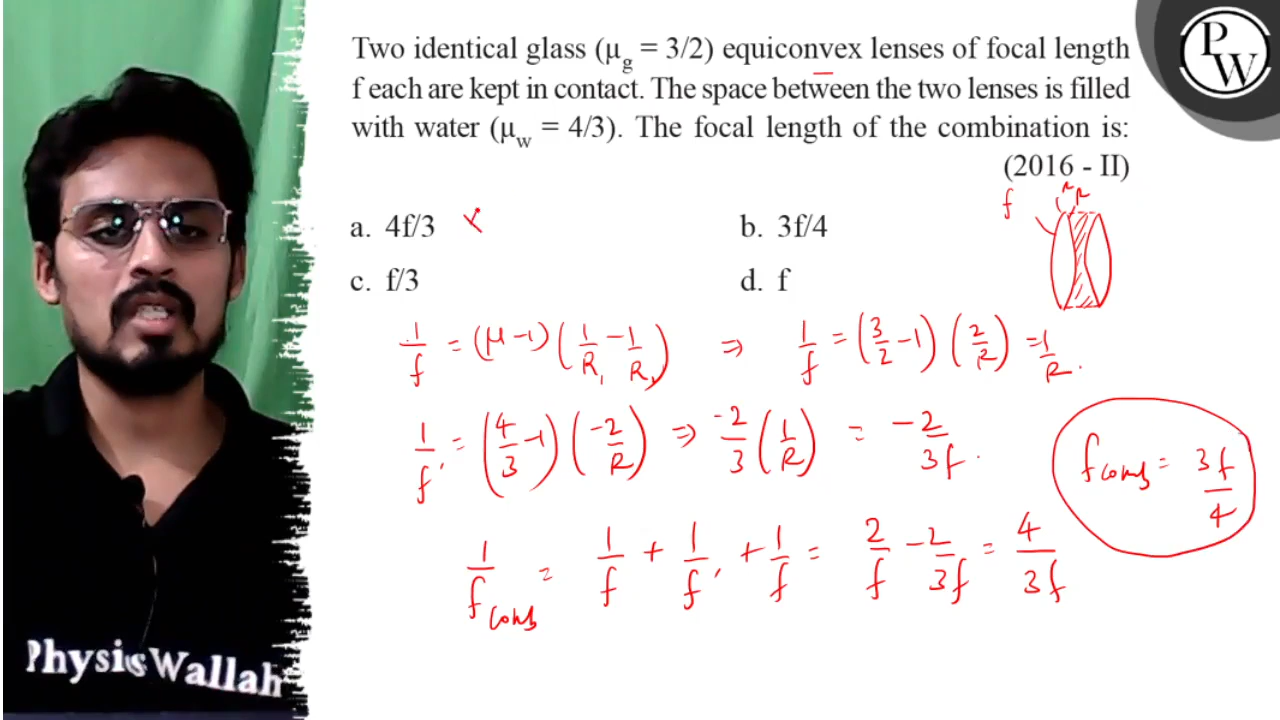 Two identical glass (μg = 3/2) equiconvex lenses of focal length
f each are kept in contact. The space between the two lenses is filled
with water (μw = 4/3). The focal length of the combination is:
(2016 - II)
a. 4f/3 ×
b. 3f/4
c. f/3
d. f
f
R R
1/f = (μ-1)(1/R₁ - 1/R₂) ⇒ 1/f = (3/2 - 1)(2/R) = 1/R.
1/f' = (4/3 - 1)(-2/R) ⇒ -2/3 (1/R) = -2/3f.
f comb = 3f/4
1/f comb = 1/f + 1/f' + 1/f = 2/f - 2/3f = 4/3f
PW
Physics Wallah